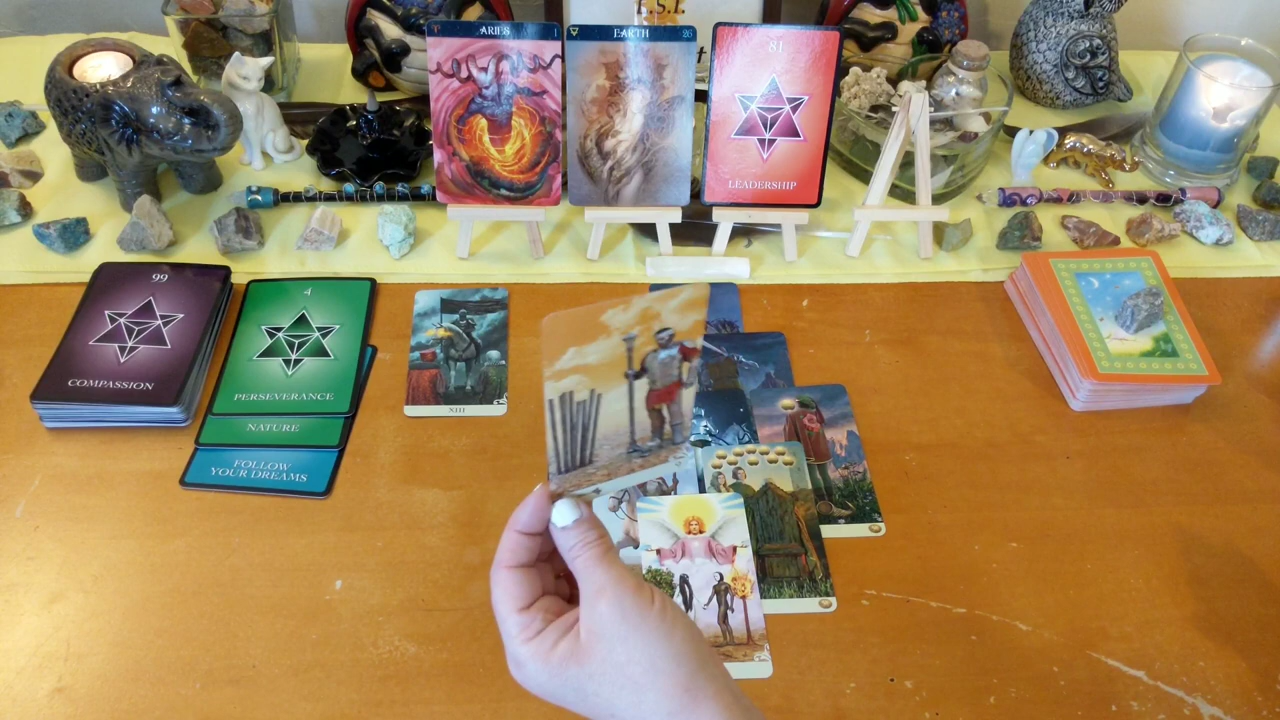 F.S.T.
ARIES
1
EARTH
26
81
LEADERSHIP
99
COMPASSION
4
PERSEVERANCE
NATURE
FOLLOW
YOUR DREAMS
XIII